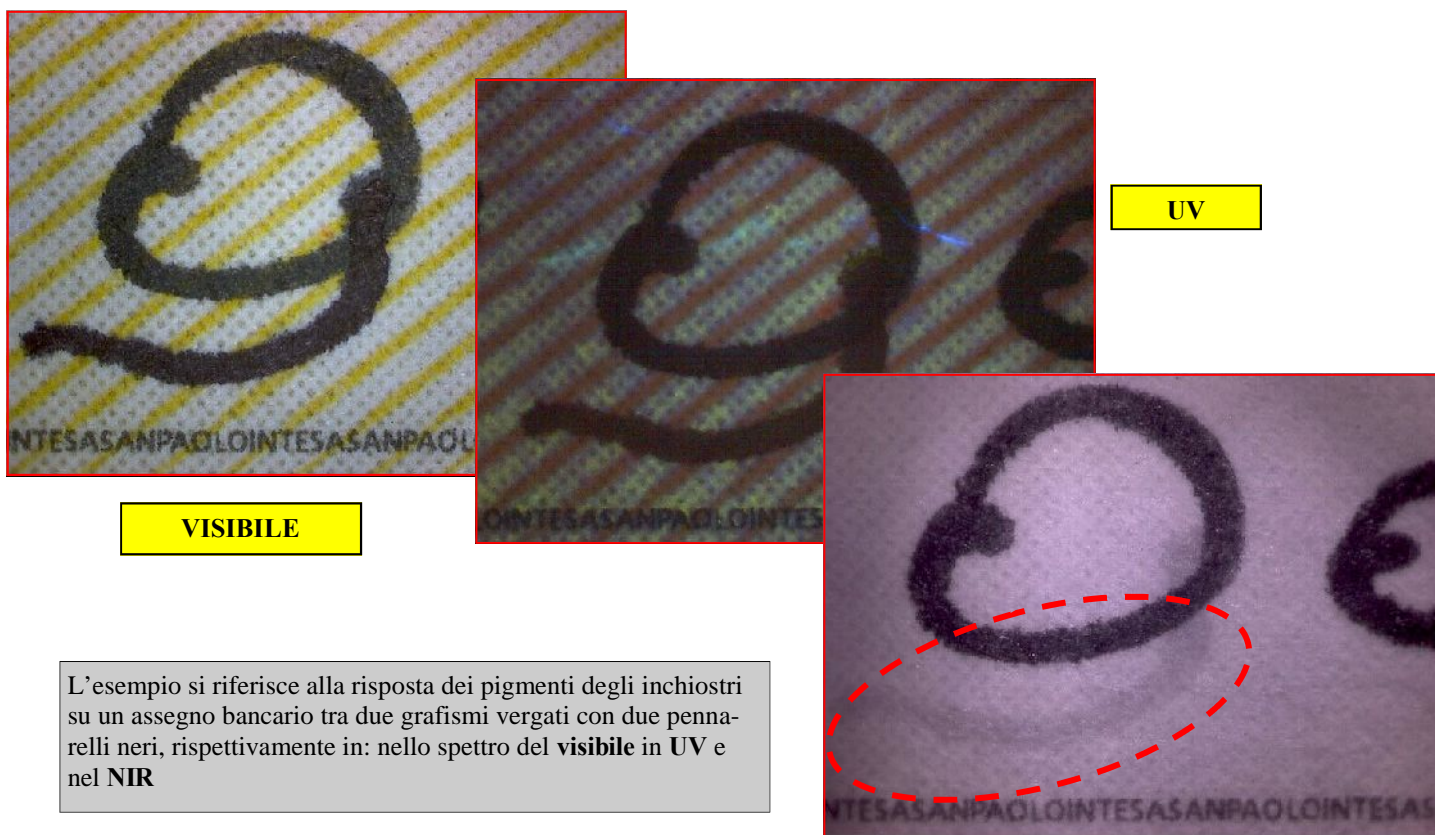 NTESASANPAOLOINTESASANPAOL
UV
OINTESASANPAOLOINTES
VISIBILE
L’esempio si riferisce alla risposta dei pigmenti degli inchiostri
su un assegno bancario tra due grafismi vergati con due penna-
relli neri, rispettivamente in: nello spettro del visibile in UV e
nel NIR
NTESASANPAOLOINTESASANPAOLOINTESAS